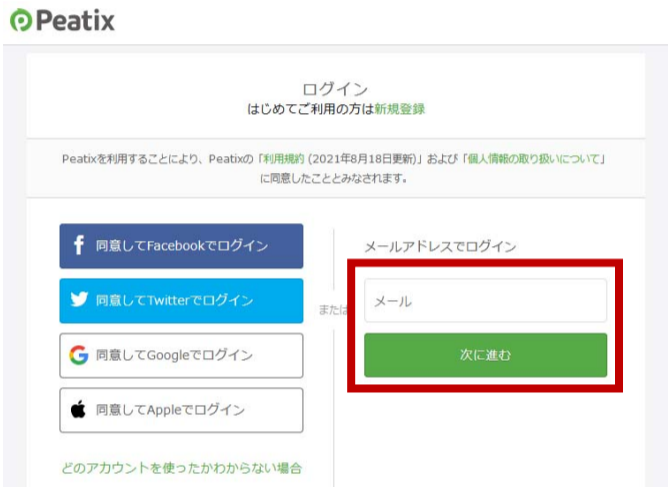 Peatix
ログイン
はじめてご利用の方は新規登録
Peatixを利用することにより、Peatixの「利用規約 (2021年8月18日更新)」および「個人情報の取り扱いについて」
に同意したこととみなされます。
同意してFacebookでログイン
同意してTwitterでログイン
同意してGoogleでログイン
同意してAppleでログイン
どのアカウントを使ったかわからない場合
または
メールアドレスでログイン
メール
次に進む